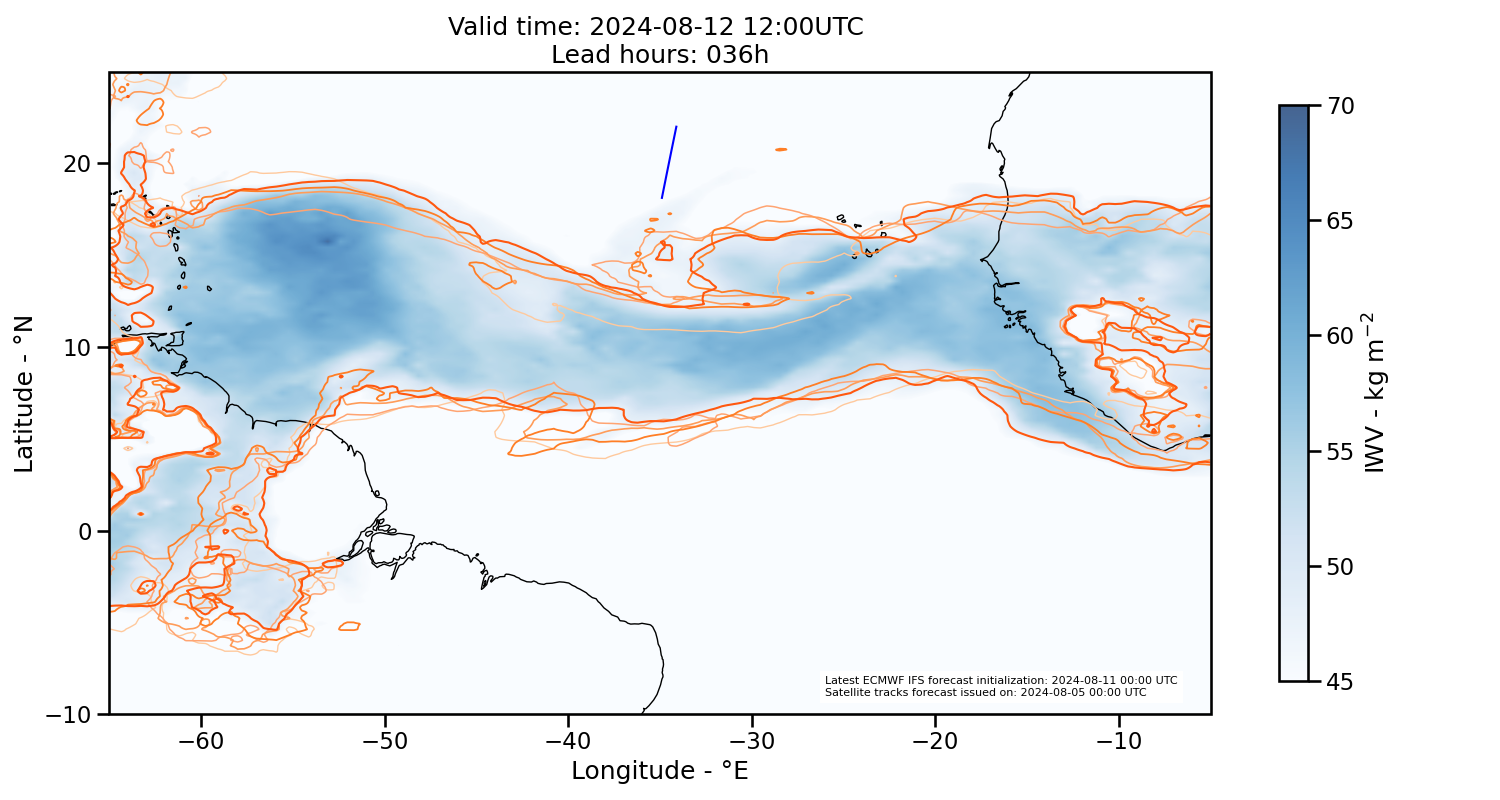 Valid time: 2024-08-12 12:00UTC
Lead hours: 036h
20
10
0
−10
Latitude - °N
−60
−50
−40
−30
−20
−10
Longitude - °E
70
65
60
55
50
45
IWV - kg m⁻²
Latest ECMWF IFS forecast initialization: 2024-08-11 00:00 UTC
Satellite tracks forecast issued on: 2024-08-05 00:00 UTC